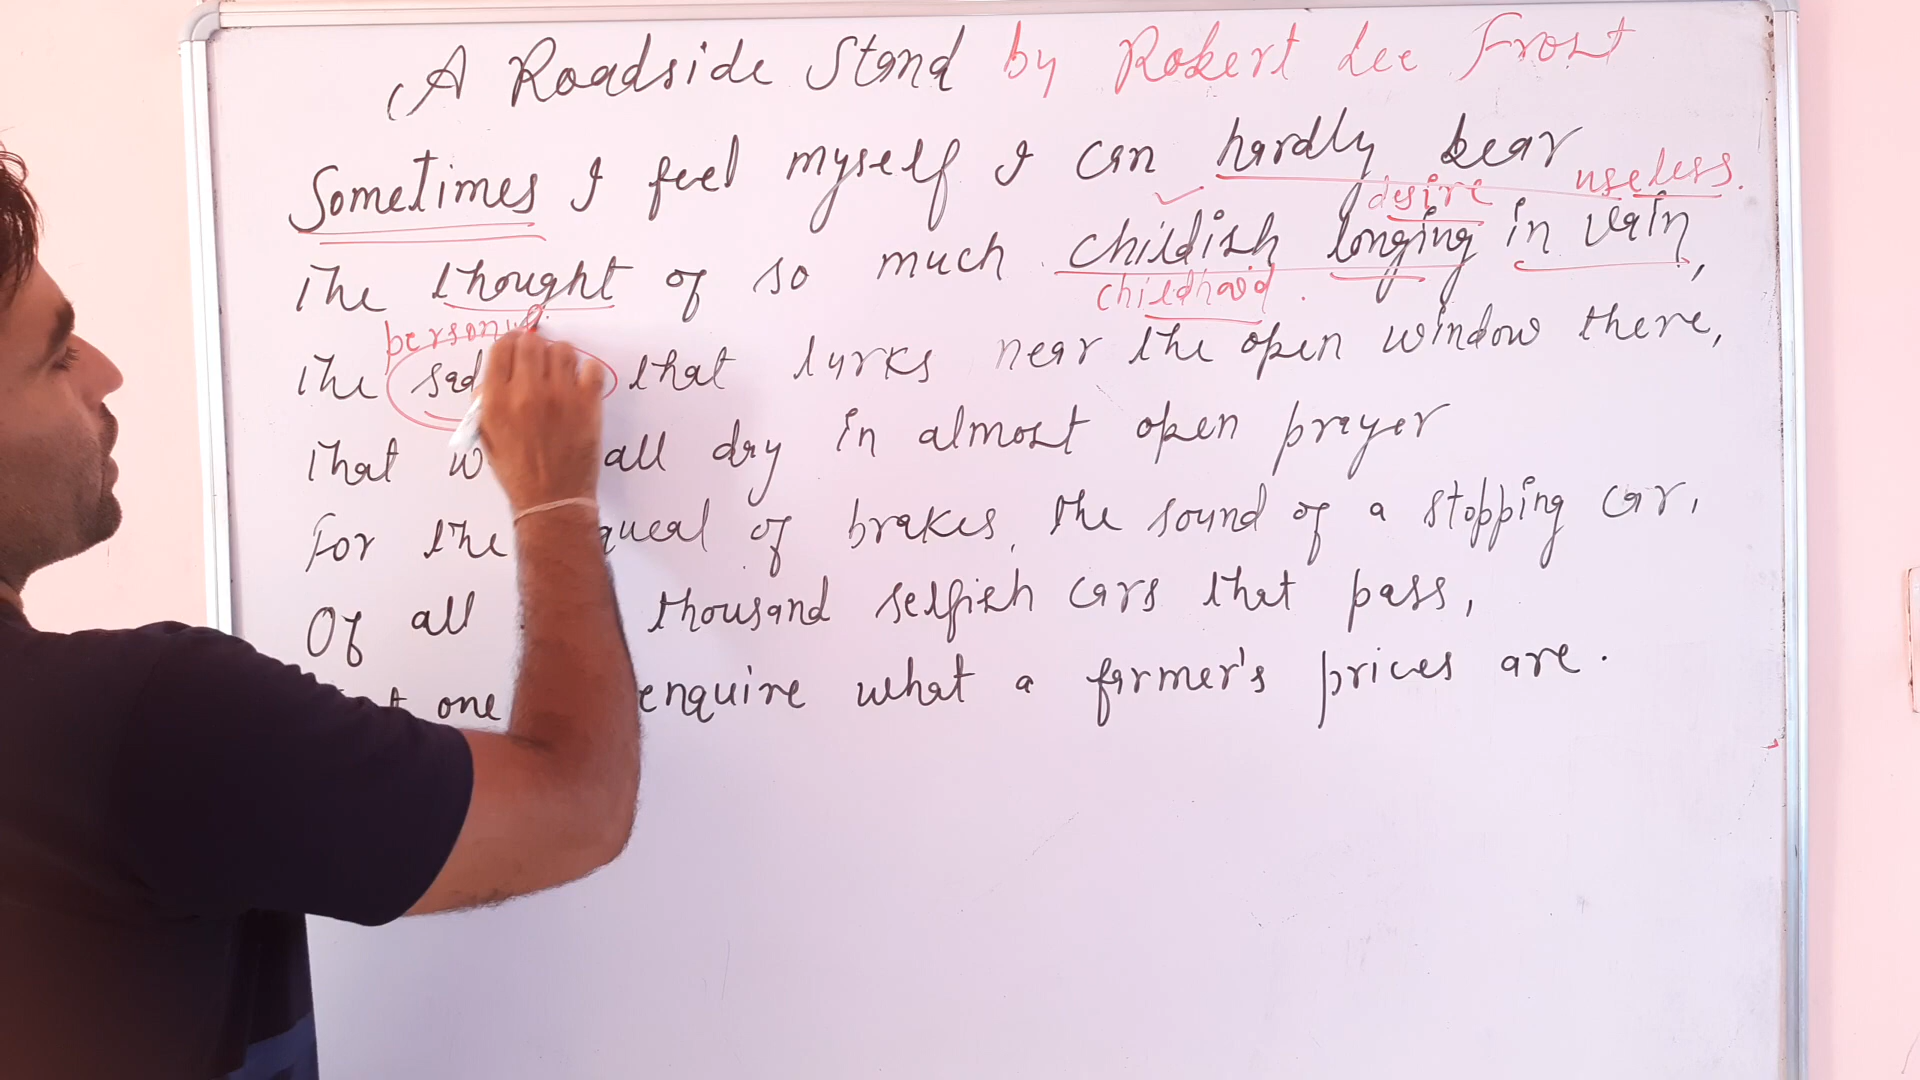 A Roadside Stand by Robert Lee Frost
Sometimes I feel myself I can hardly bear
desire useless.
The thought of so much childish longing in vain,
childhood.
The that lurks near the open window there,
That all day in almost open prayer
For the of brakes, the sound of a stopping car,
Of all thousand selfish cars that pass,
one enquire what a farmer's prices are.